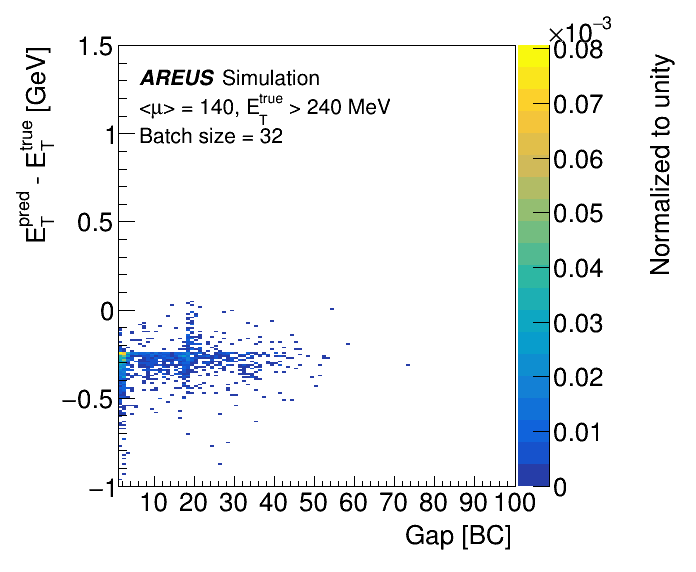 ×10⁻³
AREUS Simulation
<μ> = 140, E_T^true > 240 MeV
Batch size = 32
E_T^pred - E_T^true [GeV]
1.5
1
0.5
0
−0.5
−1
10 20 30 40 50 60 70 80 90 100
Gap [BC]
0.08
0.07
0.06
0.05
0.04
0.03
0.02
0.01
0
Normalized to unity